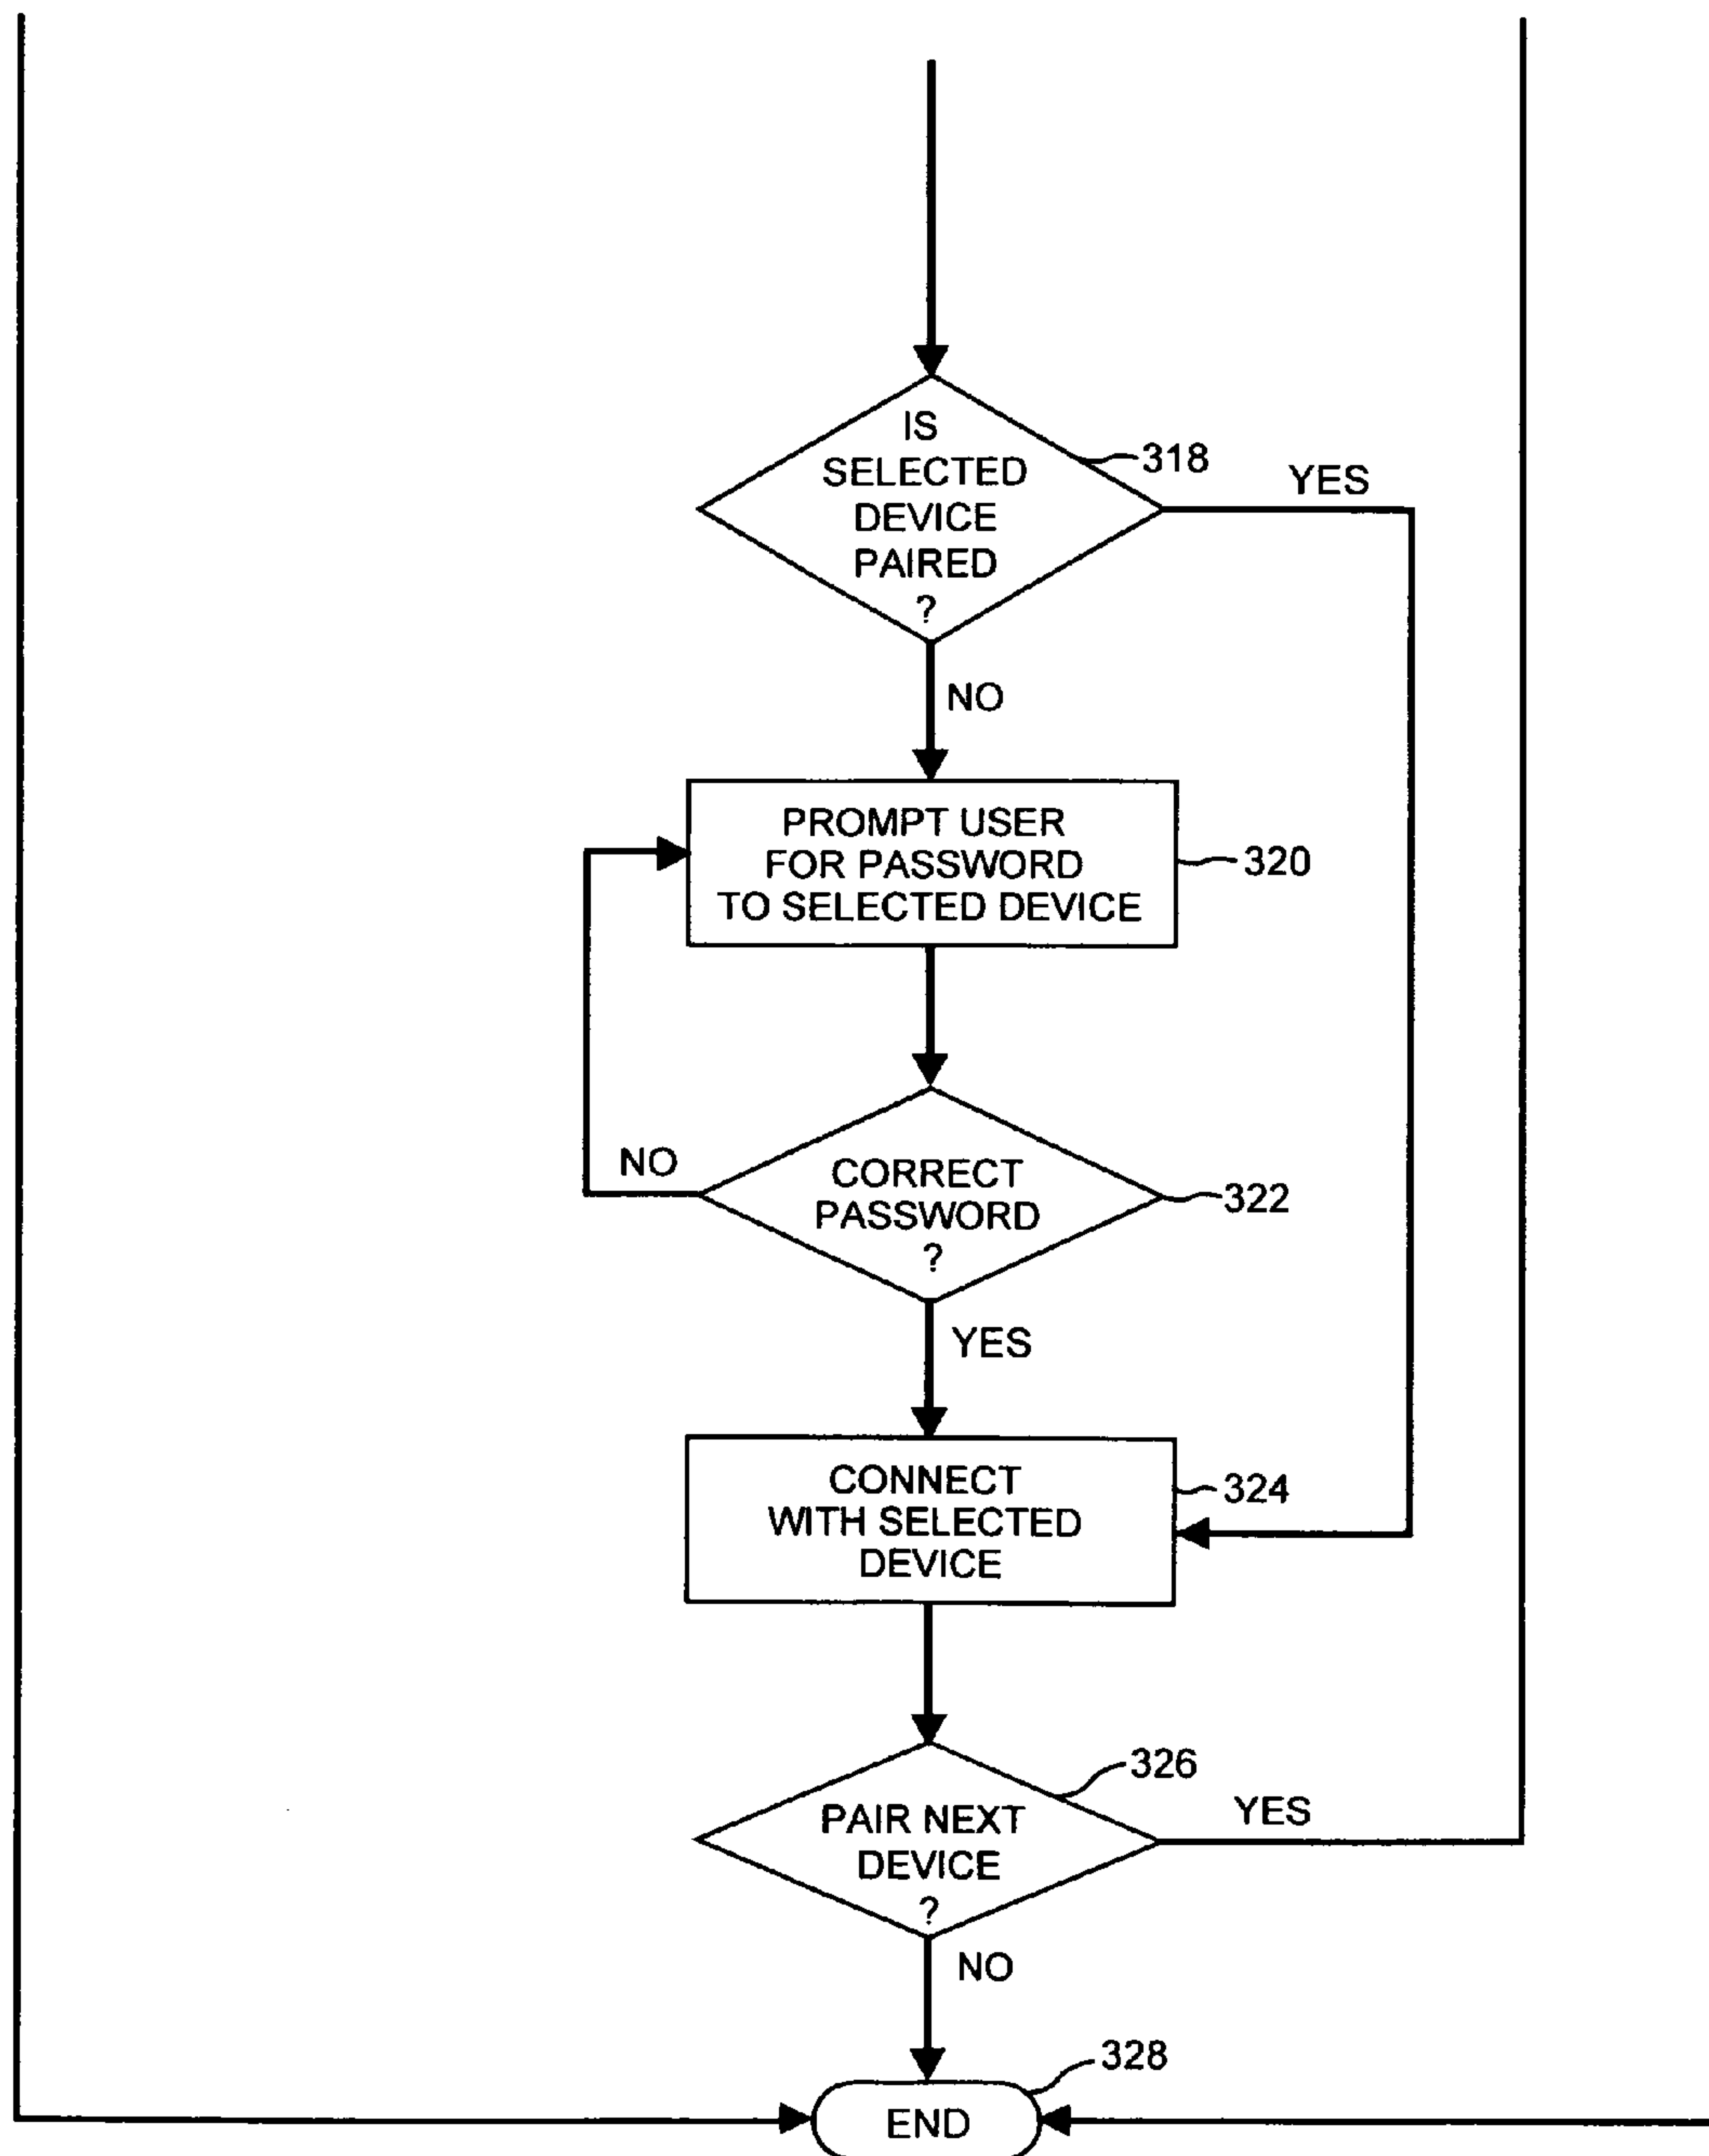 IS
SELECTED
DEVICE
PAIRED
?
318
YES
NO
PROMPT USER
FOR PASSWORD
TO SELECTED DEVICE
320
NO
CORRECT
PASSWORD
?
322
YES
CONNECT
WITH SELECTED
DEVICE
324
326
PAIR NEXT
DEVICE
?
YES
NO
328
END